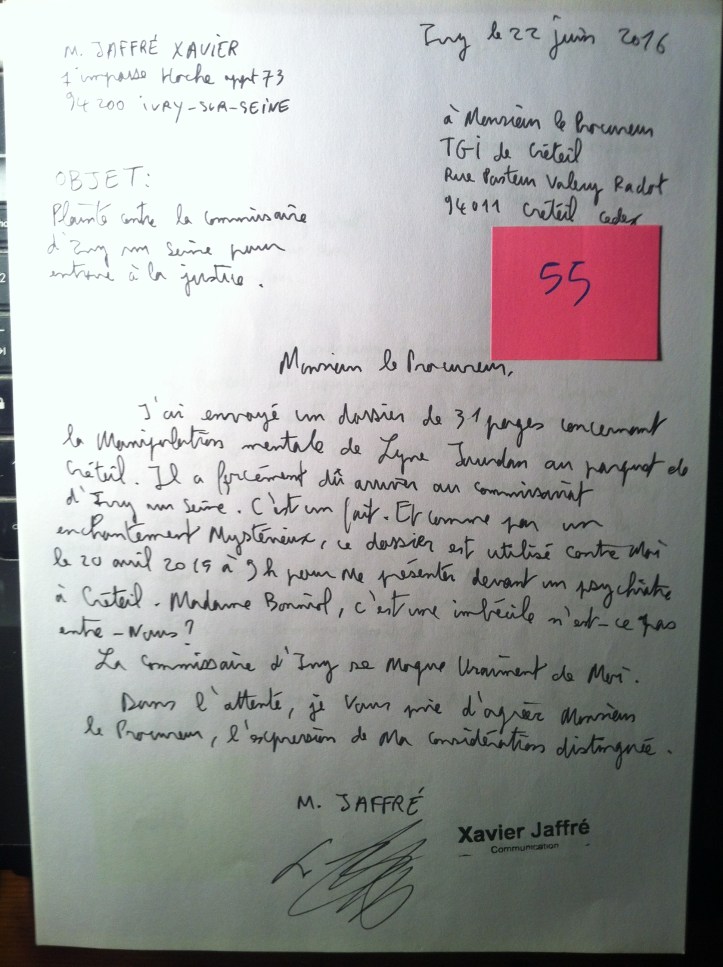 M. JAFFRÉ XAVIER
1 impasse Hoche appt 73
94200 IVRY-SUR-SEINE
Ivry le 22 juin 2016
à Monsieur le Procureur
TGI de Créteil
Rue Pasteur Valery Radot
94011 Créteil cedex
OBJET:
Plainte contre la commissaire
d'Ivry sur Seine pour
entrave à la justice.
55
Monsieur le Procureur,
J'ai envoyé un dossier de 31 pages concernant
la Manipulation mentale de Lyne Jourdan au parquet de
Créteil. Il a forcément dû arriver au commissariat
d'Ivry sur Seine. C'est un fait. Et comme par un
enchantement Mystérieux, ce dossier est utilisé contre Moi
le 20 avril 2015 à 9h pour Me présenter devant un psychiatre
à Créteil. Madame, c'est une imbécile n'est-ce pas
entre-Nous?
La Commissaire d'Ivry se Moque Vraiment de Moi.
Dans l'attente, je Vous prie d'agréer Monsieur
le Procureur, l'expression de Ma considération distinguée.
M. JAFFRÉ
Xavier Jaffré
Communication